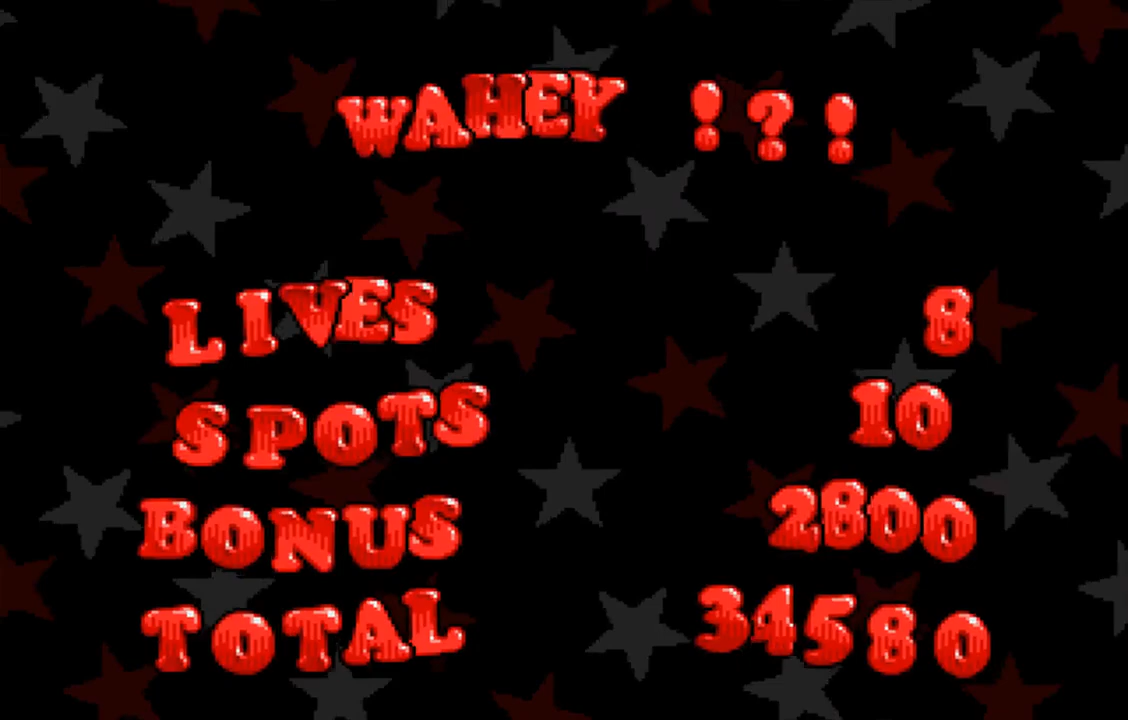 WAHEY !?!
LIVES 8
SPOTS 10
BONUS 2800
TOTAL 34580